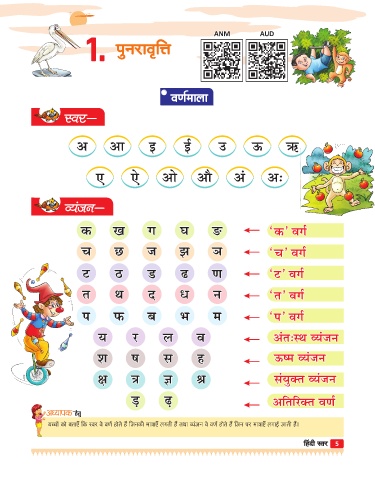 ANM AUD
1. पुनरावृत्ति
वर्णमाला
स्वर—
अ आ इ ई उ ऊ ऋ
ए ऐ ओ औ अं अः
व्यंजन—
क ख ग घ ङ ← 'क' वर्ग
च छ ज झ ञ ← 'च' वर्ग
ट ठ ड ढ ण ← 'ट' वर्ग
त थ द ध न ← 'त' वर्ग
प फ ब भ म ← 'प' वर्ग
य र ल व ← अंतःस्थ व्यंजन
श ष स ह ← ऊष्म व्यंजन
क्ष त्र ज्ञ श्र ← संयुक्त व्यंजन
ड़ ढ़ ← अतिरिक्त वर्ण
अध्यापक हेतु
बच्चों को बताएँ कि स्वर वे वर्ण होते हैं जिनकी मात्राएँ लगती हैं तथा व्यंजन वे वर्ण होते हैं जिन पर मात्राएँ लगाई जाती हैं।
हिंदी स्वर 5